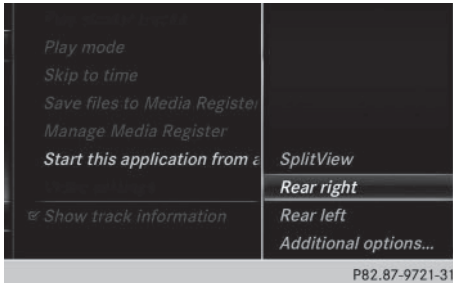 Play mode
Skip to time
Save files to Media Register
Manage Media Register
Start this application from a
Show track information
SplitView
Rear right
Rear left
Additional options...
P82.87-9721-31